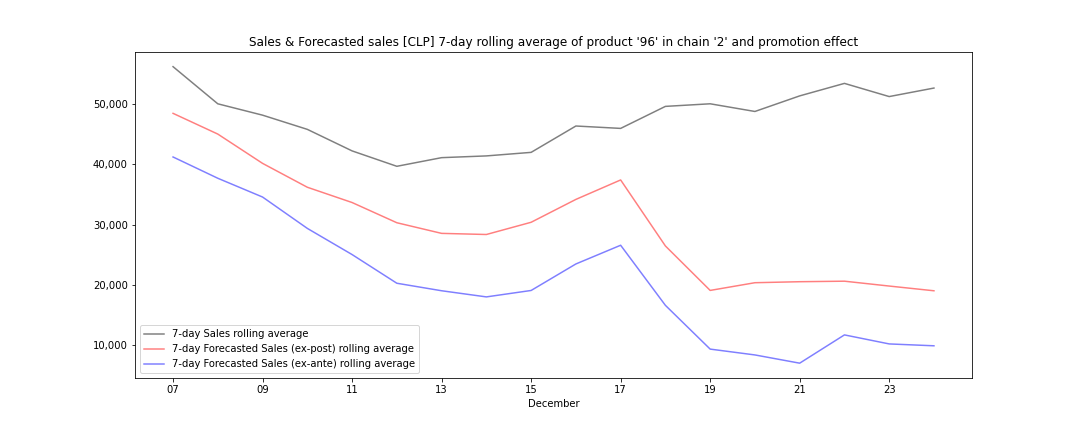 Sales & Forecasted sales [CLP] 7-day rolling average of product '96' in chain '2' and promotion effect
50,000
40,000
30,000
20,000
10,000
7-day Sales rolling average
7-day Forecasted Sales (ex-post) rolling average
7-day Forecasted Sales (ex-ante) rolling average
07 09 11 13 15 17 19 21 23
December